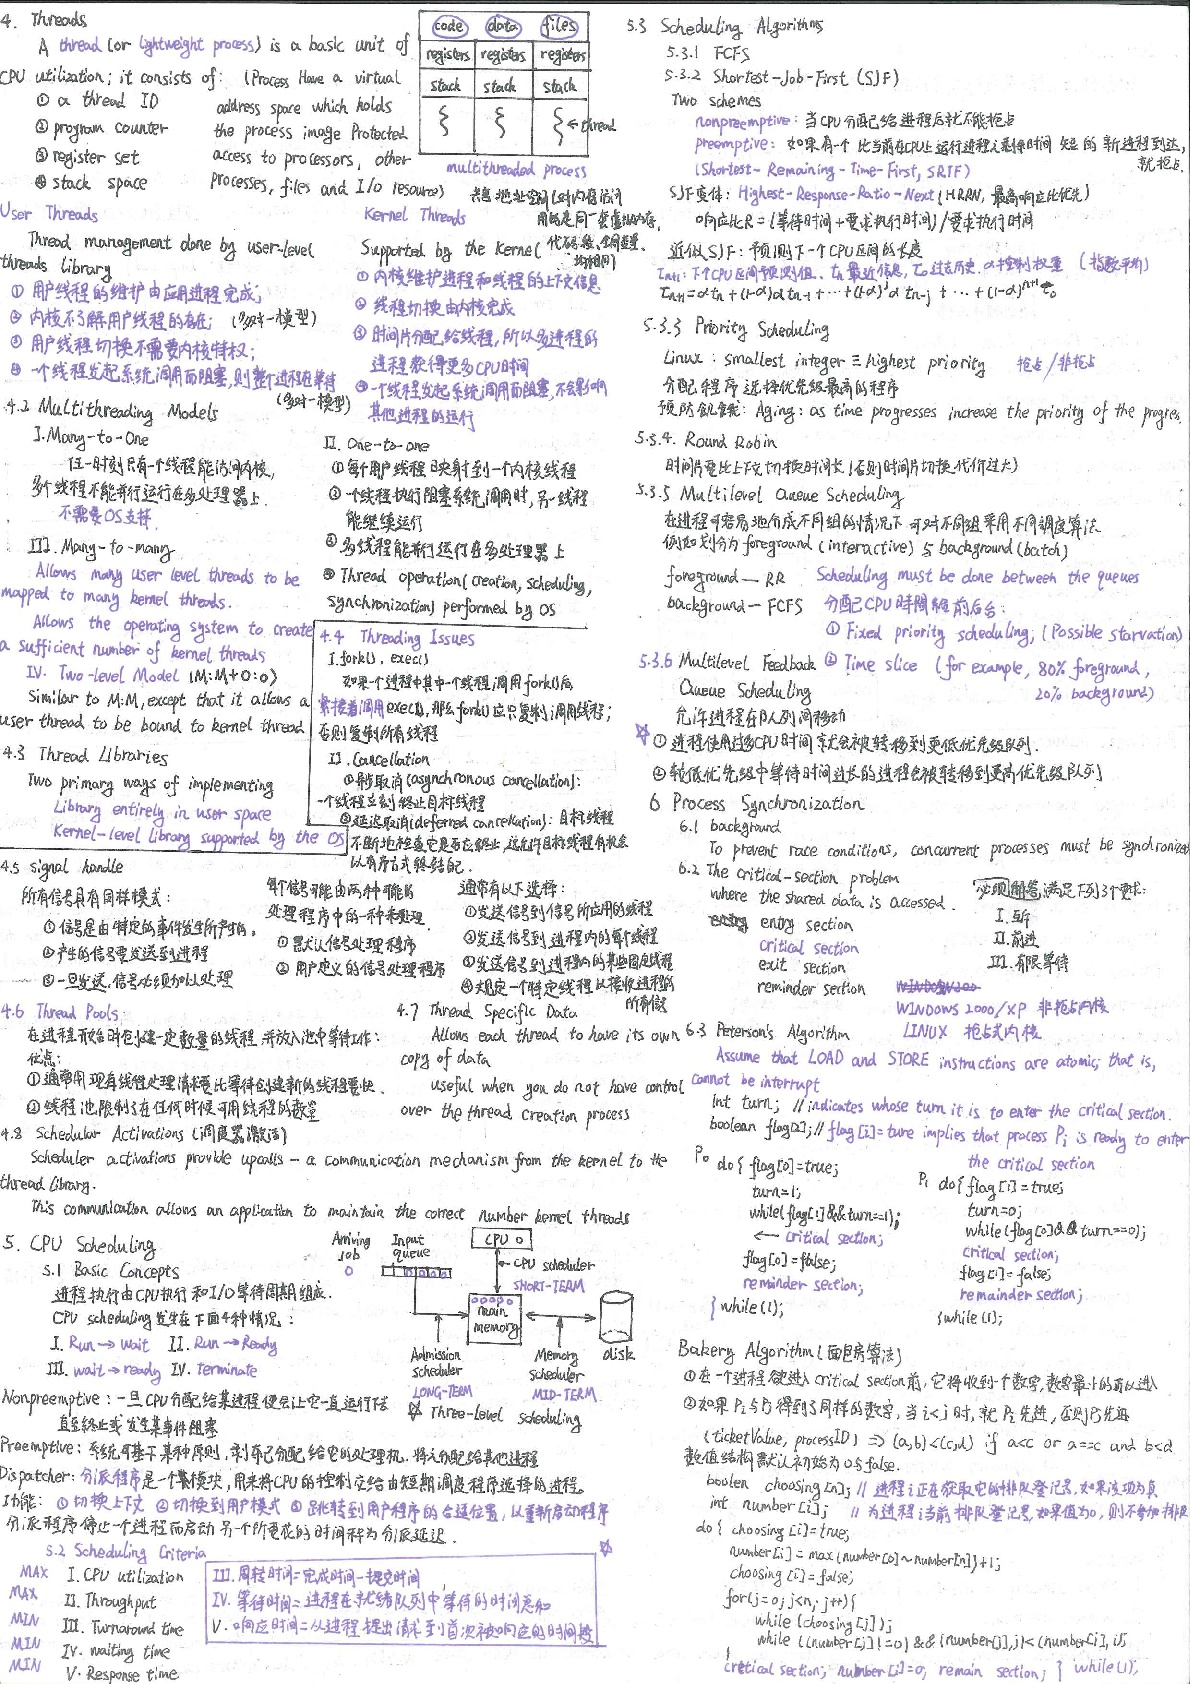 4. Threads
A thread (or lightweight process) is a basic unit of
CPU utilization; it consists of:
① a thread ID
② program counter
③ register set
④ stack space
(Process Have a virtual
address space which holds
the process image Protected
access to processors, other
processes, files and I/O resource)
code data files
registers registers registers
stack stack stack
←thread
multithreaded process
User Threads
Thread management done by user-level
threads library
① 用户线程的维护由应用进程完成;
② 内核不了解用户线程的存在; (多对一模型)
③ 用户线程切换不需要内核特权;
④ 一个线程发起系统调用而阻塞,则整个进程在等待
(多对一模型)
Kernel Threads
Supported by the Kernel
① 内核维护进程和线程的上下文信息
② 线程切换由内核完成
③ 时间片分配给线程,所以多进程的
进程获得更多CPU时间
④ 一个线程发起系统调用而阻塞,不会影响
其他进程的运行
4.2 Multithreading Models
I. Many-to-One
任一时刻只有一个线程能访问内核,
多个线程不能并行运行在多处理器上.
不需要OS支持.
II. One-to-one
① 每个用户线程映射到一个内核线程
② 一个线程执行阻塞系统调用时,另一线程
能继续运行
③ 多线程能并行运行在多处理器上
④ Thread operation(creation, scheduling,
synchronization) performed by OS
III. Many-to-many
Allows many user level threads to be
mapped to many kernel threads.
Allows the operating system to create
a sufficient number of kernel threads
IV. Two-level Model (M:M+O:O)
Similar to M:M, except that it allows a
user thread to be bound to kernel thread
4.3 Thread Libraries
Two primary ways of implementing
Library entirely in user space
Kernel-level library supported by the OS
4.4 Threading Issues
I. fork(), exec()
如果一个进程中其中一个线程调用fork()后,
紧接着调用exec(), 那么fork()应只复制调用线程;
否则复制所有线程
II. Cancellation
①异步取消(asynchronous cancellation):
一个线程立刻终止目标线程
②延迟取消(deferred cancellation): 目标线程
不断地检查它是否应终止,这允许目标线程有机会
以有序方式终结自己.
4.5 signal handle
所有信号具有同样模式:
①信号是由特定的事件发生所产生的.
②产生的信号要发送到进程
③一旦发送.信号必须加以处理
每个信号可能由两种可能的
处理程序中的一种来处理.
① 默认信号处理程序
② 用户定义的信号处理程序
通常有以下选择:
①发送信号到信号所应用的线程
②发送信号到进程内的每个线程
③发送信号到进程内的某些固定线程
④规定一个特定线程以接收进程的
所有信号
4.6 Thread Pools:
在进程开始时创建一定数量的线程并放入池中等待工作:
优点:
①通常用现有线程处理请求要比等待创建新的线程要快.
②线程池限制了在任何时候可用线程的数量
4.7 Thread Specific Data
Allows each thread to have its own
copy of data
useful when you do not have control
over the thread creation process
4.8 Schedular Activations (调度器激活)
Scheduler activations provide upcalls - a communication mechanism from the kernel to the
thread library.
This communication allows an application to maintain the correct number kernel threads
5. CPU Scheduling
5.1 Basic Concepts
进程执行由CPU执行和I/O等待周期组成.
CPU scheduling 发生在下面4种情况:
I. Run→wait II. Run→Ready
III. wait→ready IV. Terminate
Arriving job
Input queue
CPU
CPU scheduler
SHORT-TERM
main memory
disk
Admission scheduler
LONG-TERM
Memory scheduler
MID-TERM
☆ Three-level scheduling
Nonpreemptive: 一旦CPU分配给某进程便会让它一直运行下去
直至终止或发生某事件阻塞
Preemptive: 系统可基于某种原则,剥夺已分配给它的处理机,将之分配给其他进程
Dispatcher: 分派程序是一个模块,用来将CPU的控制交给由短期调度程序选择的进程.
功能: ①切换上下文 ②切换到用户模式 ③跳转到用户程序的合适位置,以重新启动程序
分派程序停止一个进程而启动另一个所要花的时间称为分派延迟.
5.2 Scheduling Criteria
MAX I. CPU utilization
MAX II. Throughput
MIN III. Turnaround time
MIN IV. waiting time
MIN V. Response time
III. 周转时间=完成时间-提交时间
IV. 等待时间=进程在就绪队列中等待的时间总和
V. 响应时间=从进程提出请求到首次被响应的时间段
5.3 Scheduling Algorithms
5.3.1 FCFS
5.3.2 Shortest-Job-First (SJF)
Two schemes
nonpreemptive: 当CPU分配给进程后就不能抢占
preemptive: 如果有一个比当前在CPU上运行进程之剩余时间短的新进程到达,
就抢占.
(Shortest-Remaining-Time-First, SRTF)
SJF变体: Highest-Response-Ratio-Next (HRRN, 最高响应比优先)
响应比R=(等待时间+要求执行时间)/要求执行时间
近似SJF: 予测下一个CPU区间的长度
τn+1: 下个CPU区间预测值、tn 最近信息, τn过去历史. α控制权重 (指数平均)
τn+1=αtn+(1-α)αtn-1+…+(1-α)^jαtn-j+…+(1-α)^n+1τ0
5.3.3 Priority Scheduling
Linux: smallest integer ≡ highest priority 抢占/非抢占
分配程序选择优先级最高的程序
预防饥饿: Aging: as time progresses increase the priority of the progress.
5.3.4. Round Robin
时间片要比上下文切换时间长(否则时间片切换代价过大)
5.3.5 Multilevel Queue Scheduling
在进程可容易地分成不同组的情况下可对不同组采用不同调度算法
例如划分为foreground (interactive) 与 background (batch)
foreground — RR
background — FCFS
Scheduling must be done between the queues
分配CPU时间给前后台:
① Fixed priority scheduling; (Possible starvation)
② Time slice (for example, 80% foreground,
20% background)
5.3.6 Multilevel Feedback
Queue Scheduling
允许进程在队列间移动
☆ ①进程使用过多CPU时间就会被转移到更低优先级队列.
②较低优先级中等待时间过长的进程会被转移到更高优先级队列
6 Process Synchronization
6.1 background
To prevent race conditions, concurrent processes must be synchronized
6.2 The critical-section problem
where the shared data is accessed.
entry section
critical section
exit section
reminder section
满足下列3个要求:
I. 互斥
II. 前进
III. 有限等待
WINDOWS 2000/XP 非抢占内核
LINUX 抢占式内核
6.3 Peterson's Algorithm
Assume that LOAD and STORE instructions are atomic; that is,
cannot be interrupt
int turn; // indicates whose turn it is to enter the critical section.
boolean flag[2]; // flag[i]=ture implies that process Pi is ready to enter
the critical section
P0 do{ flag[0]=true;
turn=1;
while(flag[1]&&turn==1);
← critical section;
flag[0]=false;
reminder section;
} while(1);
P1 do{ flag[1]=true;
turn=0;
while(flag[0]&&turn==0);
critical section;
flag[1]=false;
remainder section;
}while(1);
Bakery Algorithm (面包房算法)
①在一个进程欲进入critical section前,它将收到一个数字,数字最小的可以进入
②如果Pi与Pj得到了同样的数字,当i<j时,就Pi先进,否则Pj先进
(ticketValue, processID) ⇒ (a,b)<(c,d) if a<c or a==c and b<d
数值结构默认初始为0与false.
boolen choosing[n]; // 进程i正在获取它的排队登记号,如果该项为真
int number[i]; // 为进程i当前排队登记号,如果值为0,则不参加排队
do{ choosing[i]=true;
number[i]=max(number[0]~number[n])+1;
choosing[i]=false;
for(j=0;j<n;j++){
while(choosing[j]);
while((number[j]!=0)&&(number[j],j)<(number[i],i));
}
critical section; number[i]=0; remain section; } while(1);